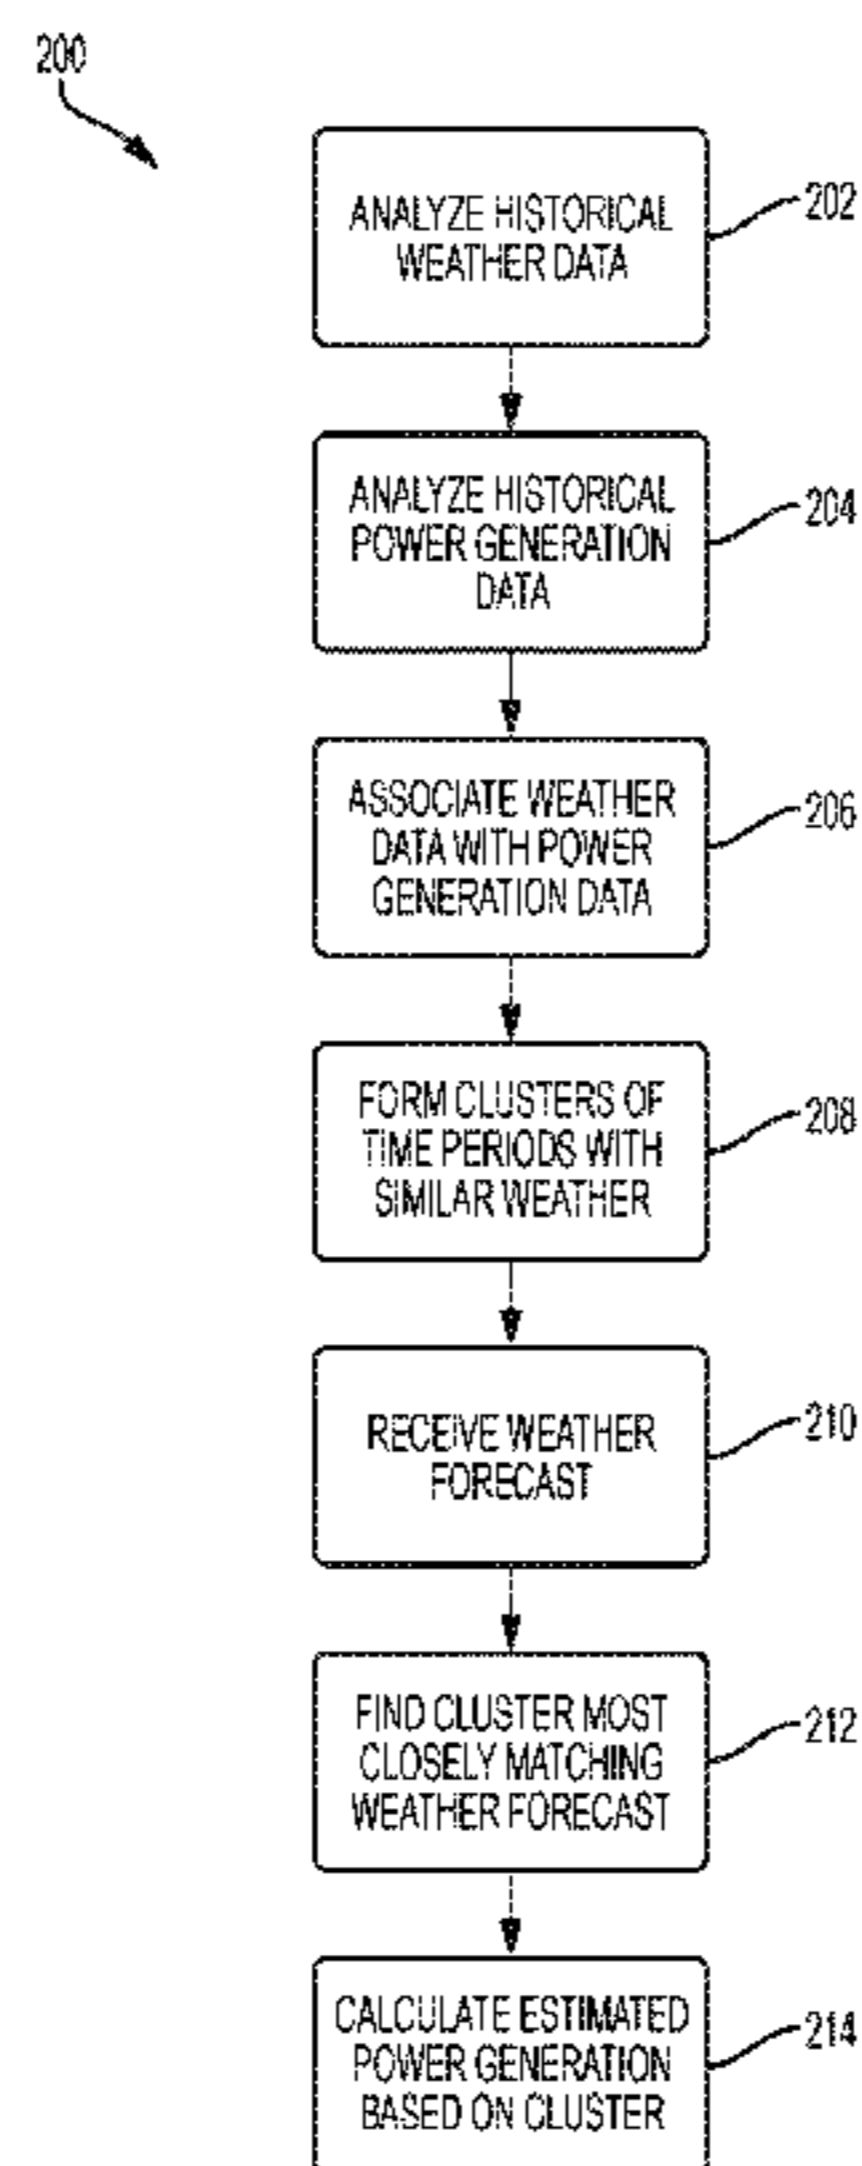 200
ANALYZE HISTORICAL
WEATHER DATA
202
ANALYZE HISTORICAL
POWER GENERATION
DATA
204
ASSOCIATE WEATHER
DATA WITH POWER
GENERATION DATA
206
FORM CLUSTERS OF
TIME PERIODS WITH
SIMILAR WEATHER
208
RECEIVE WEATHER
FORECAST
210
FIND CLUSTER MOST
CLOSELY MATCHING
WEATHER FORECAST
212
CALCULATE ESTIMATED
POWER GENERATION
BASED ON CLUSTER
214